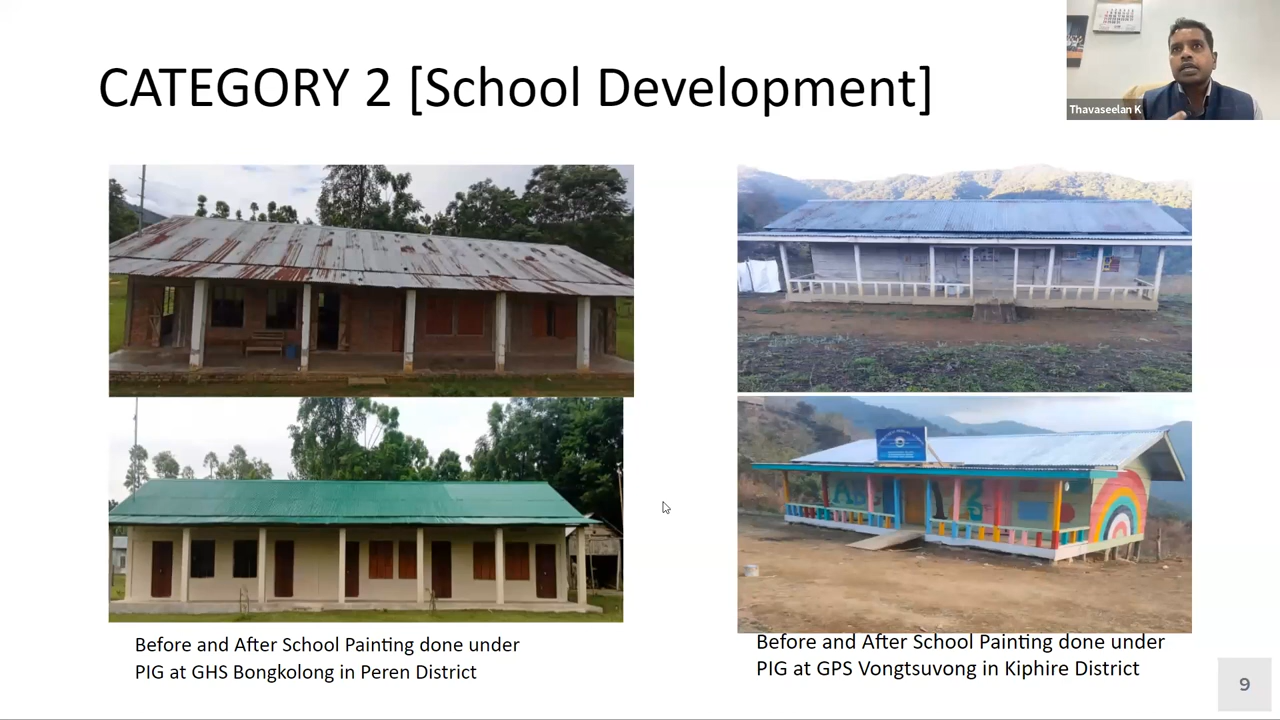 CATEGORY 2 [School Development]
Thavaseelan K
Before and After School Painting done under
PIG at GHS Bongkolong in Peren District
Before and After School Painting done under
PIG at GPS Vongtsuvong in Kiphire District
9